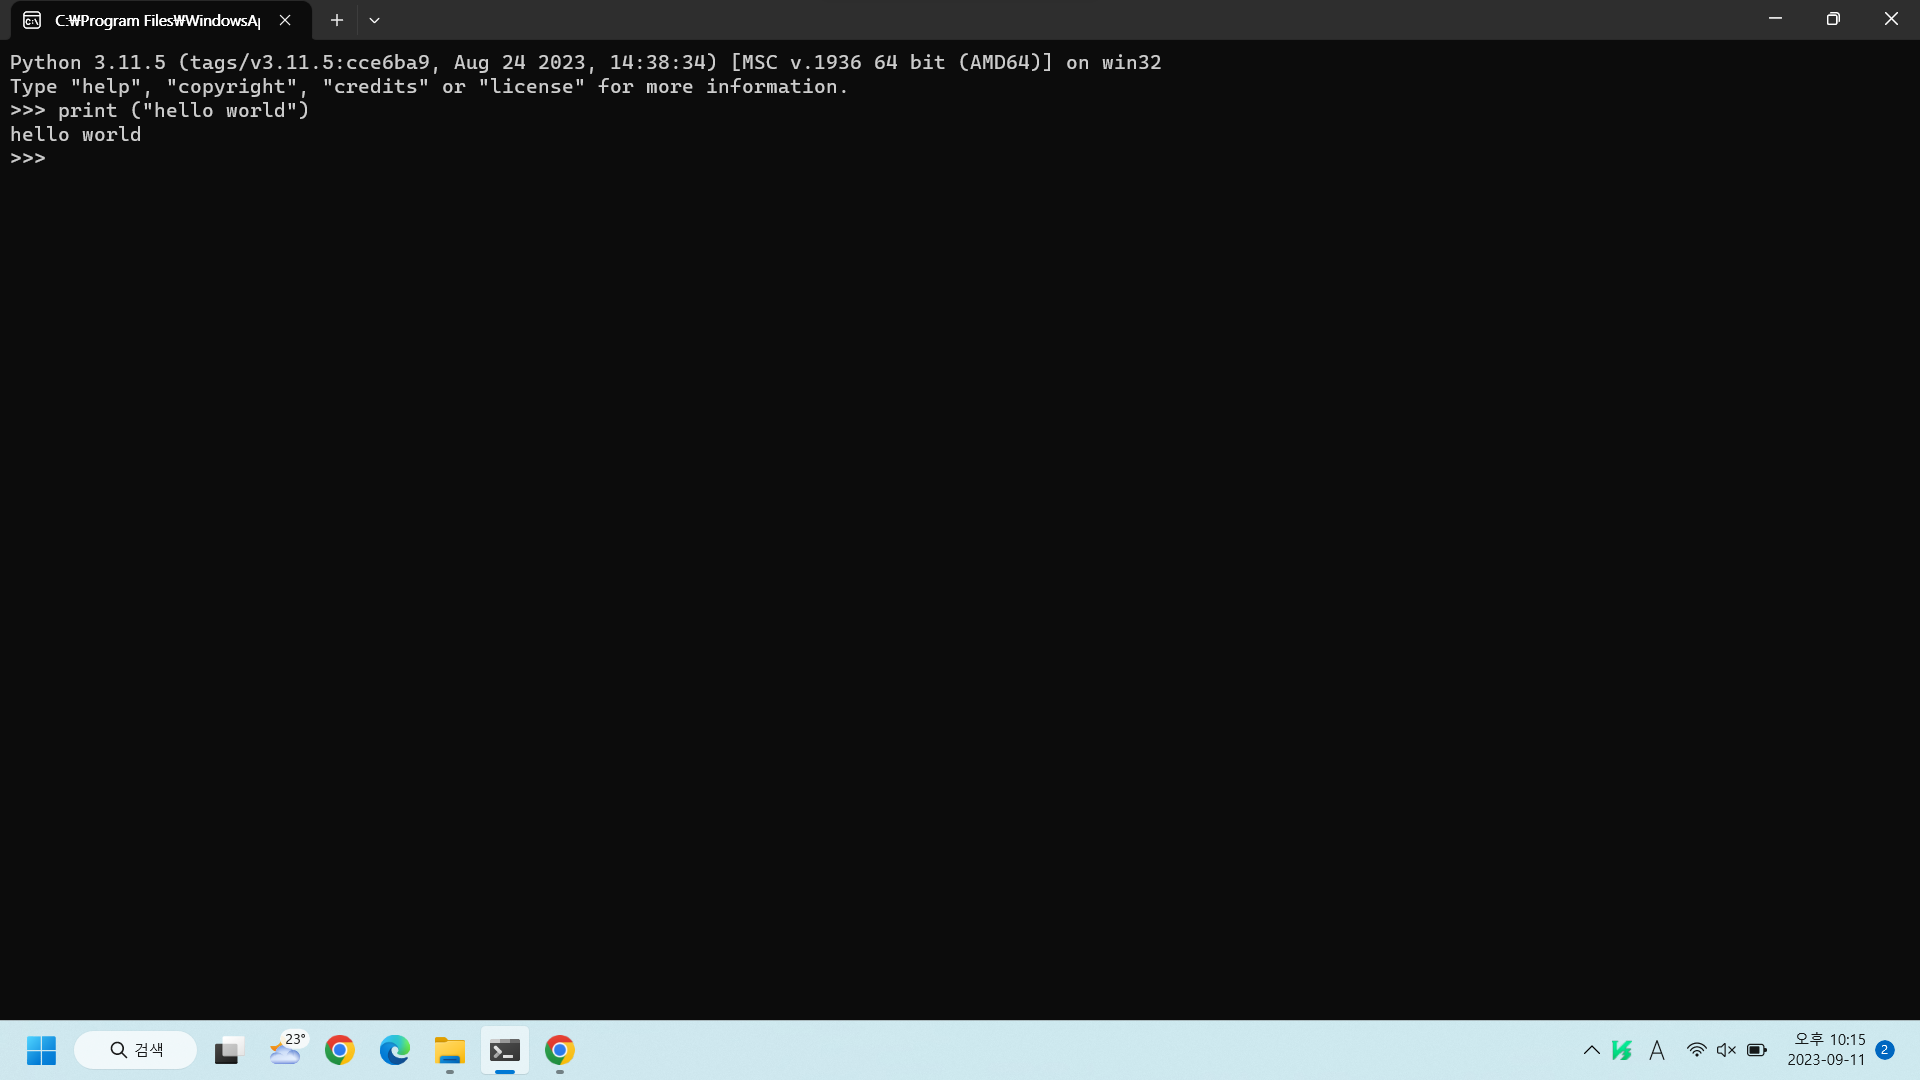 C:₩Program Files₩WindowsAp
Python 3.11.5 (tags/v3.11.5:cce6ba9, Aug 24 2023, 14:38:34) [MSC v.1936 64 bit (AMD64)] on win32
Type "help", "copyright", "credits" or "license" for more information.
>>> print ("hello world")
hello world
>>>
검색
23°
A
오후 10:15
2023-09-11
2